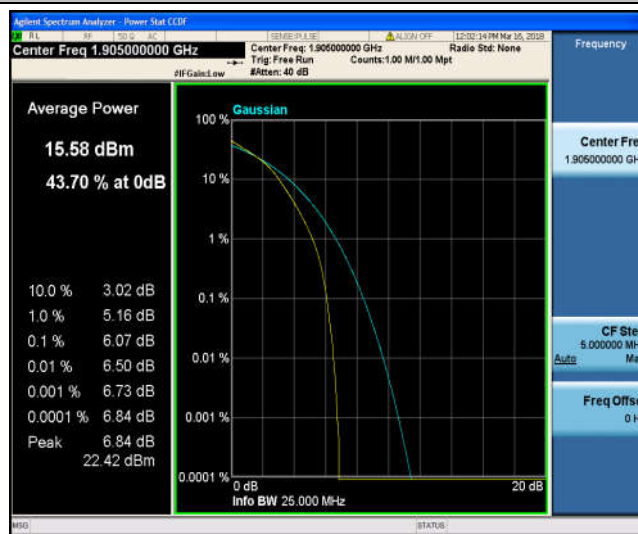 Agilent Spectrum Analyzer - Power Stat CCDF
RL RF 50 Ω AC SENSE:PULSE ALIGN OFF 12:02:14 PM Mar 16, 2018
Center Freq 1.905000000 GHz
Center Freq: 1.905000000 GHz Radio Std: None
Trig: Free Run Counts:1.00 M/1.00 Mpt
#IFGain:Low #Atten: 40 dB
Frequency
Average Power
15.58 dBm
43.70 % at 0dB
10.0 % 3.02 dB
1.0 % 5.16 dB
0.1 % 6.07 dB
0.01 % 6.50 dB
0.001 % 6.73 dB
0.0001 % 6.84 dB
Peak 6.84 dB
22.42 dBm
Gaussian
100 %
10 %
1 %
0.1 %
0.01 %
0.001 %
0.0001 %
0 dB 20 dB
Info BW 25.000 MHz
Center Fre
1.905000000 GH
CF Ste
5.000000 MH
Auto Ma
Freq Offse
0 H
MSG STATUS